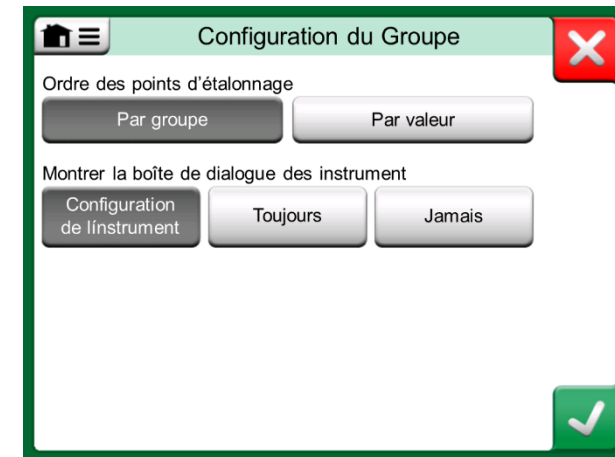 Configuration du Groupe
Ordre des points d'étalonnage
Par groupe
Par valeur
Montrer la boîte de dialogue des instrument
Configuration
de línstrument
Toujours
Jamais